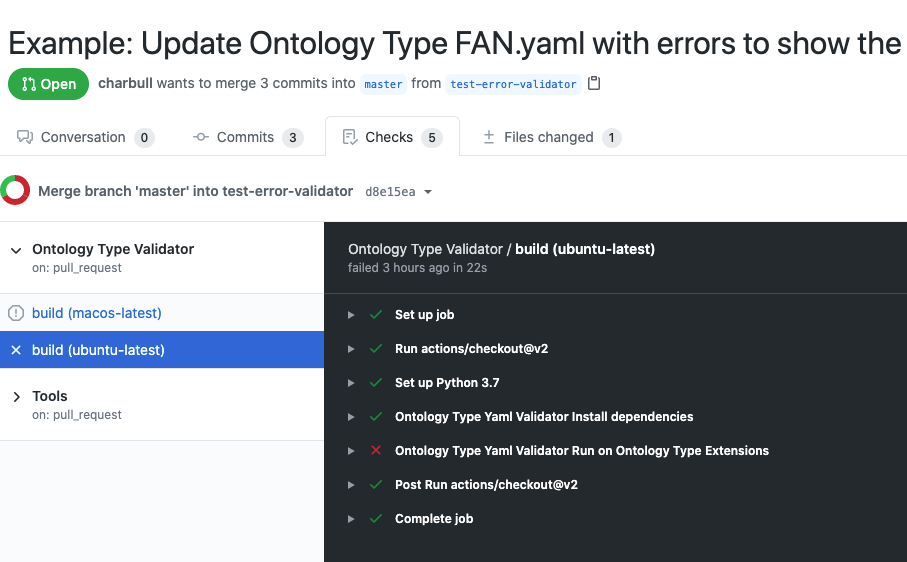 Example: Update Ontology Type FAN.yaml with errors to show the
Open charbull wants to merge 3 commits into master from test-error-validator
Conversation 0 Commits 3 Checks 5 Files changed 1
Merge branch 'master' into test-error-validator d8e15ea
Ontology Type Validator
on: pull_request
build (macos-latest)
build (ubuntu-latest)
Tools
on: pull_request
Ontology Type Validator / build (ubuntu-latest)
failed 3 hours ago in 22s
Set up job
Run actions/checkout@v2
Set up Python 3.7
Ontology Type Yaml Validator Install dependencies
Ontology Type Yaml Validator Run on Ontology Type Extensions
Post Run actions/checkout@v2
Complete job